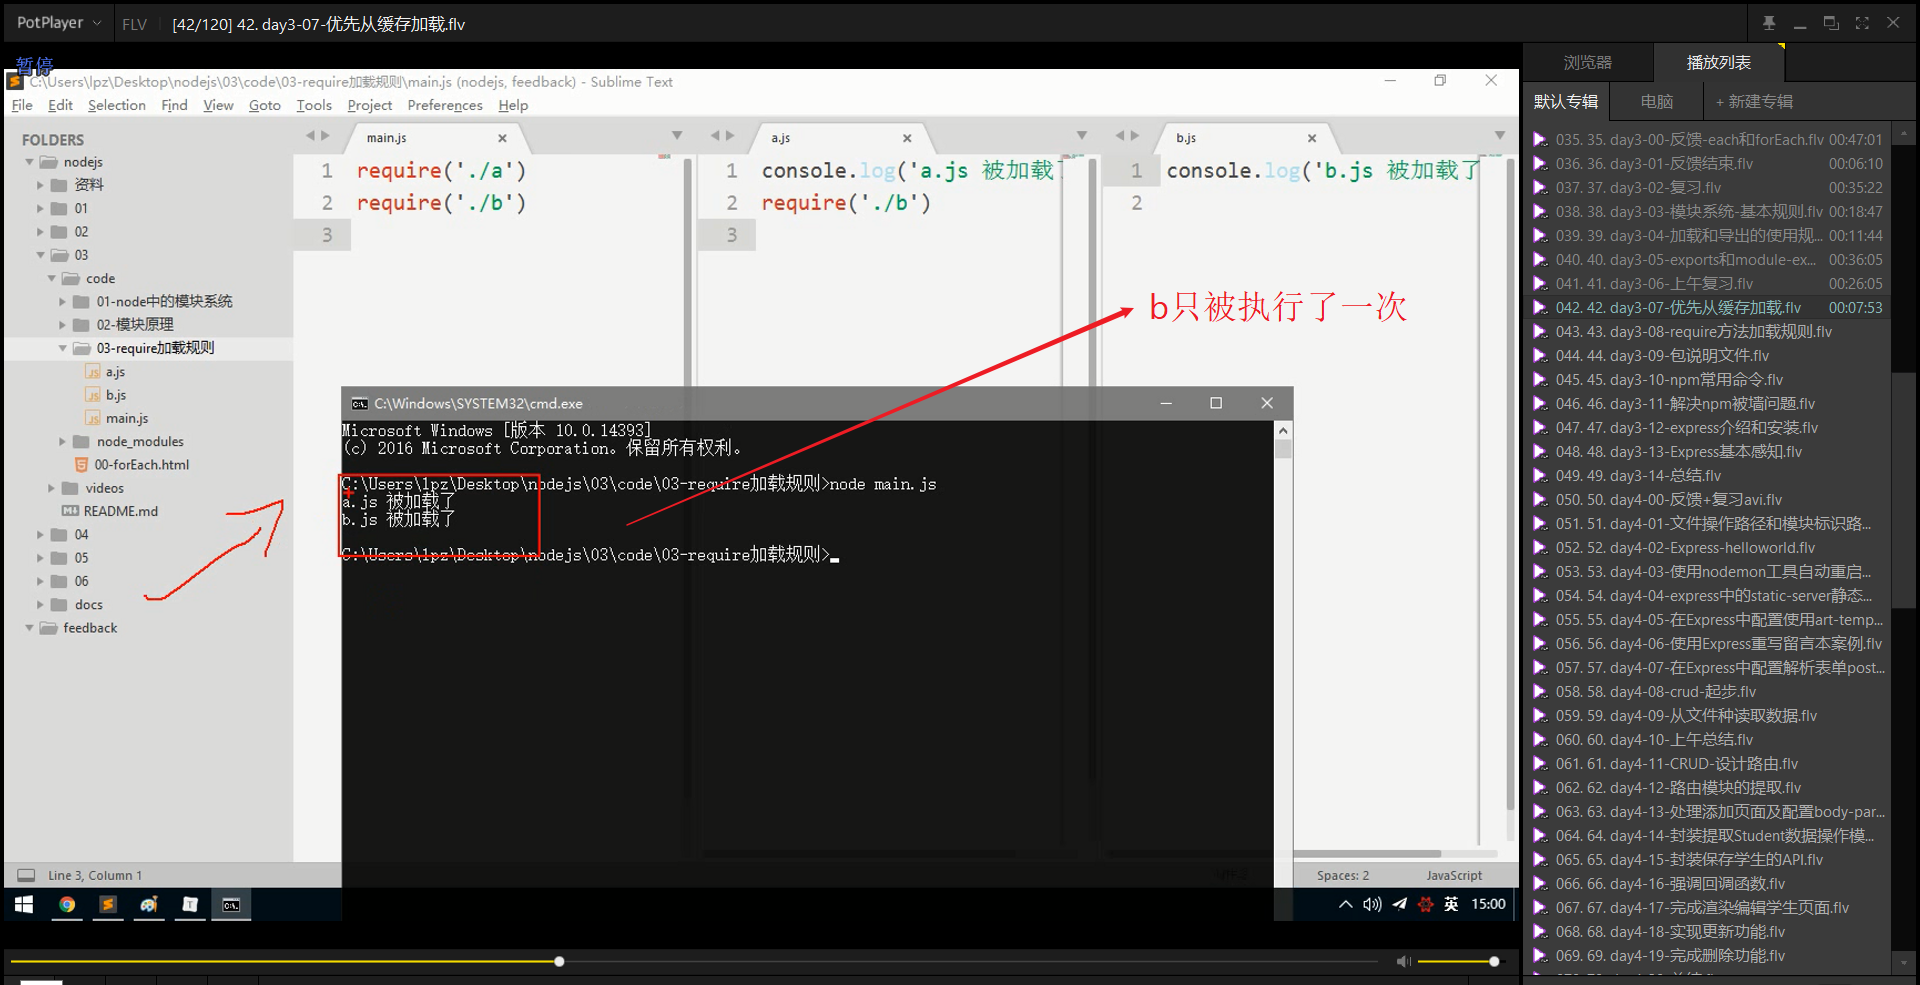 PotPlayer
FLV
[42/120] 42. day3-07-优先从缓存加载.flv
暂停
C:\Users\lpz\Desktop\nodejs\03\code\03-require加载规则\main.js (nodejs, feedback) - Sublime Text
File Edit Selection Find View Goto Tools Project Preferences Help
FOLDERS
nodejs
资料
01
02
03
code
01-node中的模块系统
02-模块原理
03-require加载规则
a.js
b.js
main.js
node_modules
00-forEach.html
videos
README.md
04
05
06
docs
feedback
main.js
1 require('./a')
2 require('./b')
3
a.js
1 console.log('a.js 被加载了
2 require('./b')
3
b.js
1 console.log('b.js 被加载了
2
b只被执行了一次
C:\Windows\SYSTEM32\cmd.exe
Microsoft Windows [版本 10.0.14393]
(c) 2016 Microsoft Corporation。保留所有权利。
C:\Users\lpz\Desktop\nodejs\03\code\03-require加载规则>node main.js
a.js 被加载了
b.js 被加载了
C:\Users\lpz\Desktop\nodejs\03\code\03-require加载规则>
Line 3, Column 1
Spaces: 2
JavaScript
英
15:00
浏览器
播放列表
默认专辑
电脑
+ 新建专辑
035. 35. day3-00-反馈-each和forEach.flv 00:47:01
036. 36. day3-01-反馈结束.flv 00:06:10
037. 37. day3-02-复习.flv 00:35:22
038. 38. day3-03-模块系统-基本规则.flv 00:18:47
039. 39. day3-04-加载和导出的使用规... 00:11:44
040. 40. day3-05-exports和module-ex... 00:36:05
041. 41. day3-06-上午复习.flv 00:26:05
042. 42. day3-07-优先从缓存加载.flv 00:07:53
043. 43. day3-08-require方法加载规则.flv
044. 44. day3-09-包说明文件.flv
045. 45. day3-10-npm常用命令.flv
046. 46. day3-11-解决npm被墙问题.flv
047. 47. day3-12-express介绍和安装.flv
048. 48. day3-13-Express基本感知.flv
049. 49. day3-14-总结.flv
050. 50. day4-00-反馈+复习avi.flv
051. 51. day4-01-文件操作路径和模块标识路...
052. 52. day4-02-Express-helloworld.flv
053. 53. day4-03-使用nodemon工具自动重启...
054. 54. day4-04-express中的static-server静态...
055. 55. day4-05-在Express中配置使用art-temp...
056. 56. day4-06-使用Express重写留言本案例.flv
057. 57. day4-07-在Express中配置解析表单post...
058. 58. day4-08-crud-起步.flv
059. 59. day4-09-从文件种读取数据.flv
060. 60. day4-10-上午总结.flv
061. 61. day4-11-CRUD-设计路由.flv
062. 62. day4-12-路由模块的提取.flv
063. 63. day4-13-处理添加页面及配置body-par...
064. 64. day4-14-封装提取Student数据操作模...
065. 65. day4-15-封装保存学生的API.flv
066. 66. day4-16-强调回调函数.flv
067. 67. day4-17-完成渲染编辑学生页面.flv
068. 68. day4-18-实现更新功能.flv
069. 69. day4-19-完成删除功能.flv